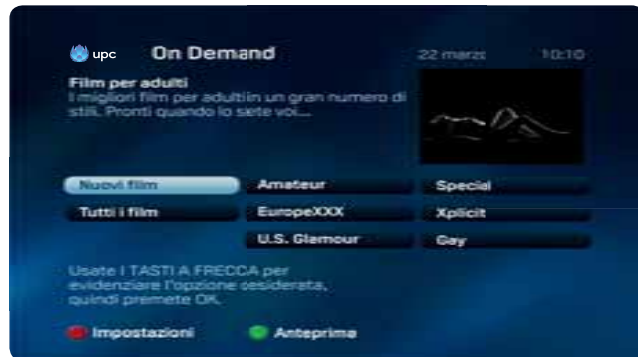 upc On Demand 22 marzo 10:10
Film per adulti
I migliori film per adultiin un gran numero di
stili. Pronti quando lo sete voi...
Nuovi film Amateur Special
Tutti i film EuropeXXX Xplicit
U.S. Glamour Gay
Usate I TASTI A FRECCA per
evidenziare l'opzione desiderata,
quindi premete OK.
Impostazioni Anteprima